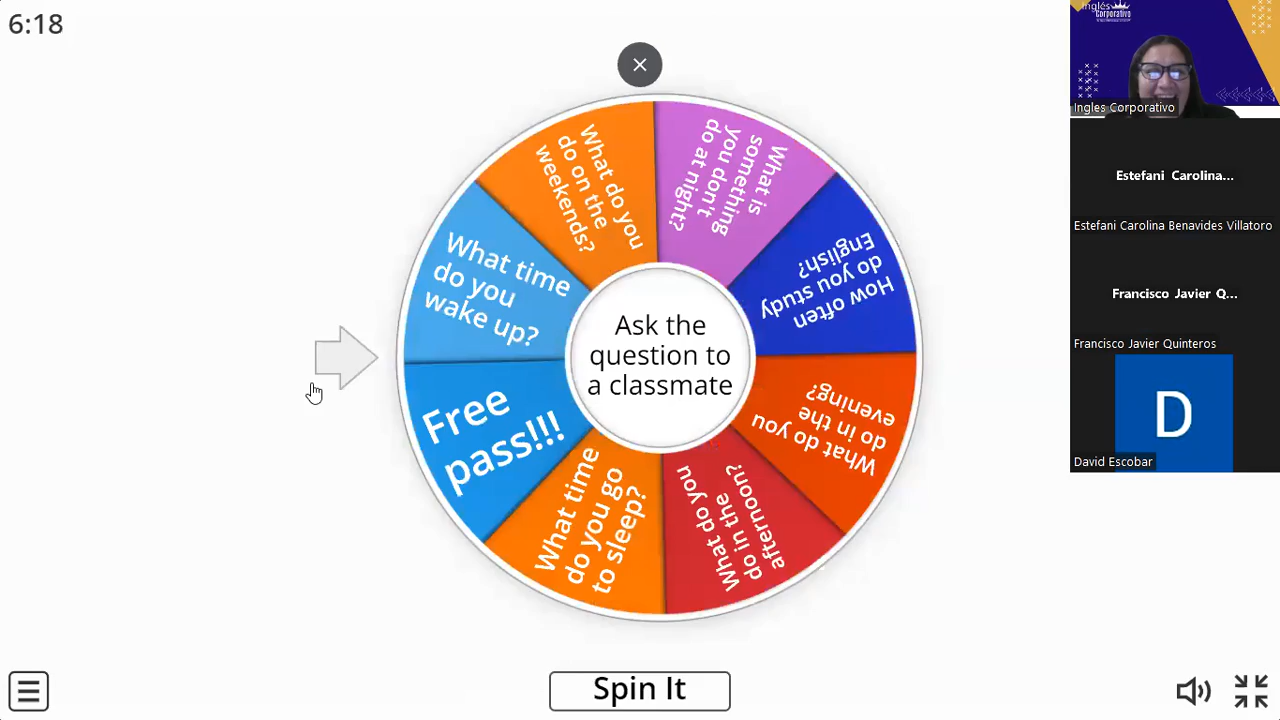 6:18
What is
something
you don't
do at night?
How often
do you study
English?
What do you
do in the
evening?
What do you
do in the
afternoon?
What time
do you go
to sleep?
Free
pass!!!
What time
do you
wake up?
What do you
do on the
weekends?
Ask the
question to
a classmate
Spin It
Inglés
Corporativo
Ingles Corporativo
Estefani Carolina...
Estefani Carolina Benavides Villatoro
Francisco Javier Q...
Francisco Javier Quinteros
D
David Escobar